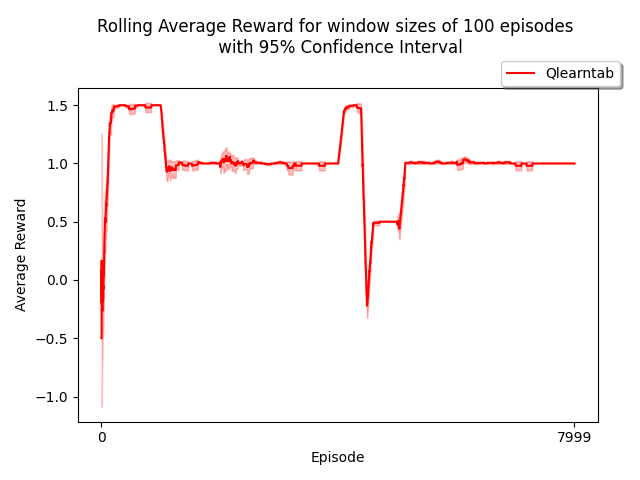 Rolling Average Reward for window sizes of 100 episodes
with 95% Confidence Interval
Qlearntab
1.5
1.0
0.5
0.0
−0.5
−1.0
Average Reward
0
7999
Episode